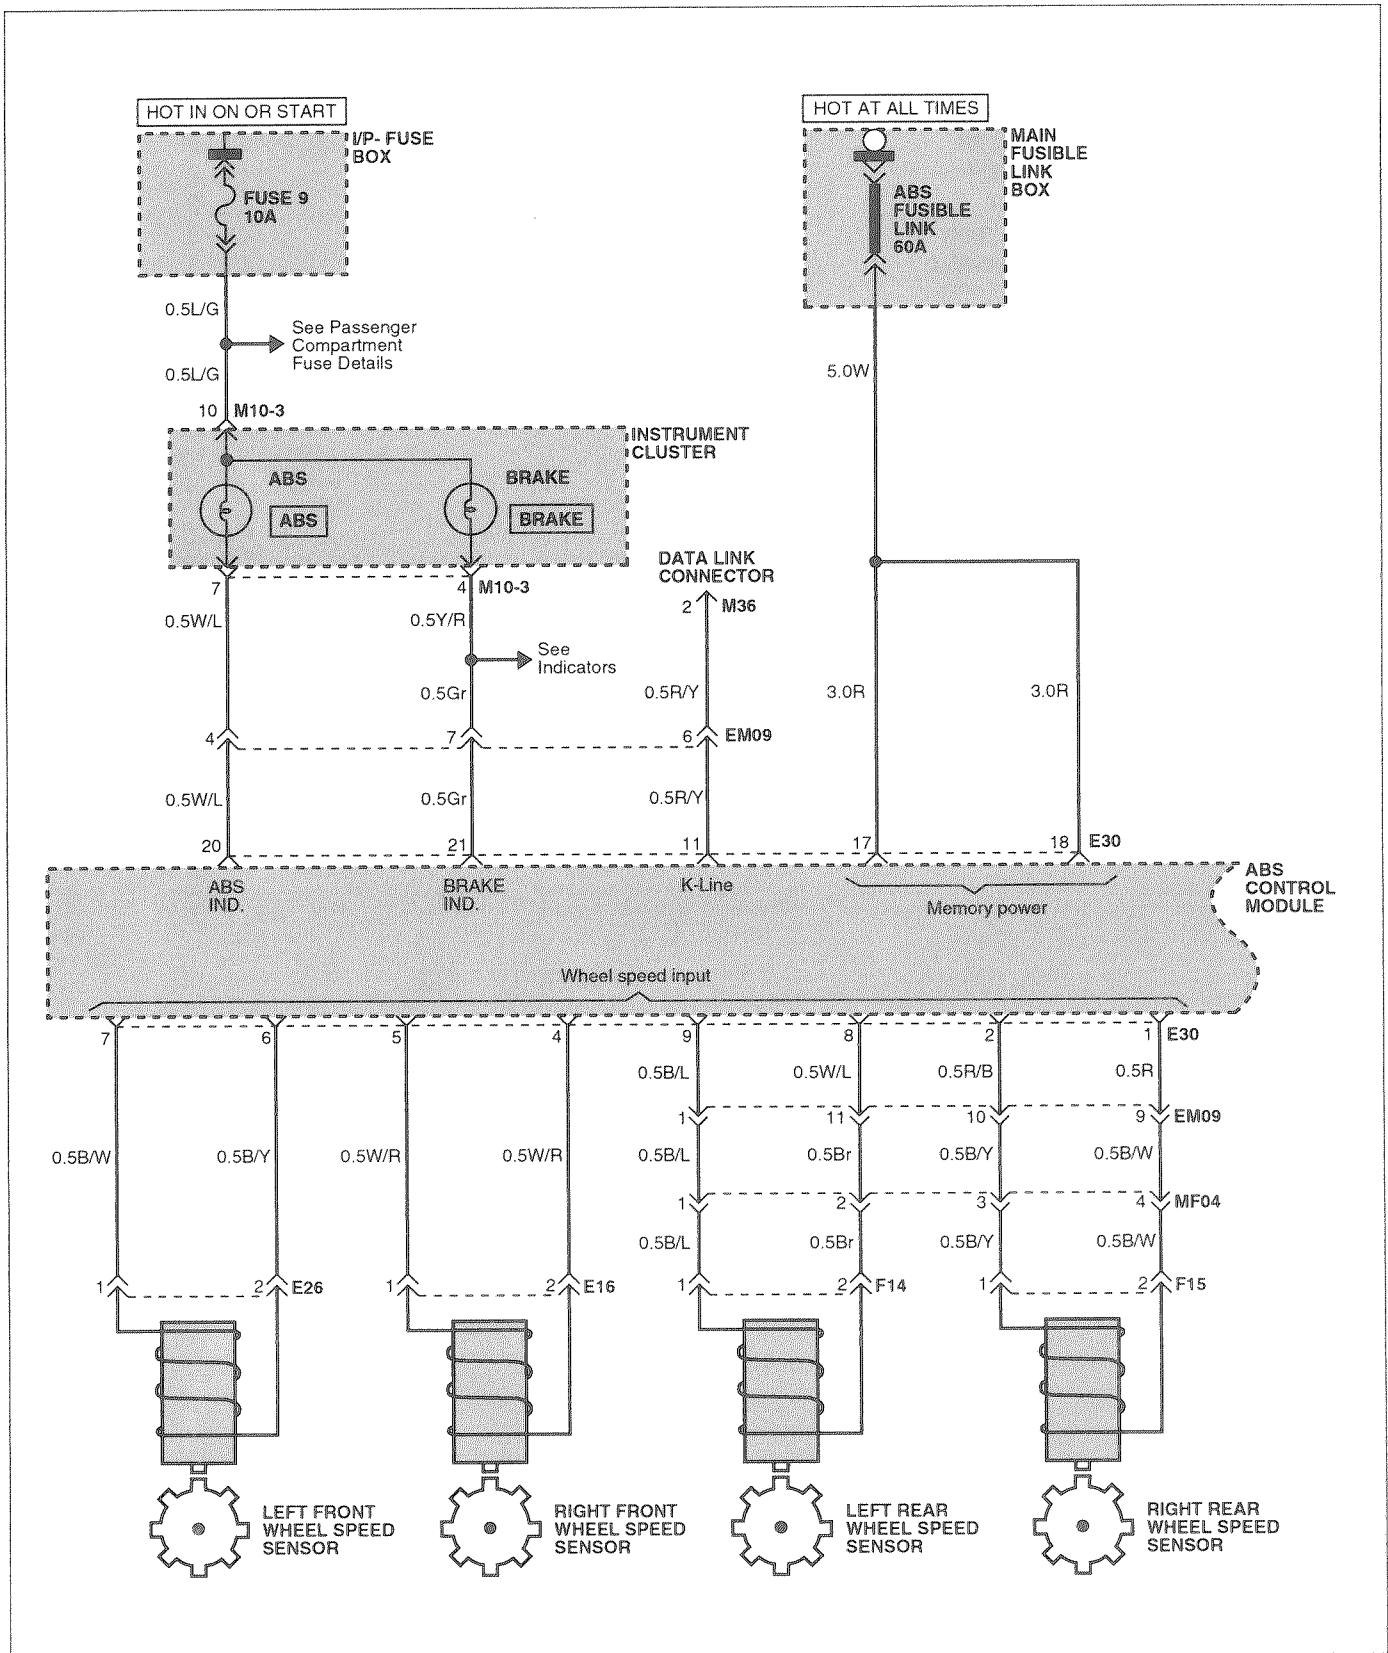 HOT IN ON OR START
I/P- FUSE
BOX
FUSE 9
10A
HOT AT ALL TIMES
MAIN
FUSIBLE
LINK
BOX
ABS
FUSIBLE
LINK
60A
0.5L/G
See Passenger
Compartment
Fuse Details
0.5L/G
5.0W
10 M10-3
INSTRUMENT
CLUSTER
ABS
ABS
BRAKE
BRAKE
7
4 M10-3
DATA LINK
CONNECTOR
2 M36
0.5W/L
0.5Y/R
See
Indicators
0.5Gr
0.5R/Y
3.0R
3.0R
4
7
6 EM09
0.5W/L
0.5Gr
0.5R/Y
20
21
11
17
18 E30
ABS
IND.
BRAKE
IND.
K-Line
Memory power
ABS
CONTROL
MODULE
Wheel speed input
7
6
5
4
9
8
2
1 E30
0.5B/L
0.5W/L
0.5R/B
0.5R
1
11
10
9 EM09
0.5B/W
0.5B/Y
0.5W/R
0.5W/R
0.5B/L
0.5Br
0.5B/Y
0.5B/W
1
2
3
4 MF04
0.5B/L
0.5Br
0.5B/Y
0.5B/W
1
2 E26
1
2 E16
1
2 F14
1
2 F15
LEFT FRONT
WHEEL SPEED
SENSOR
RIGHT FRONT
WHEEL SPEED
SENSOR
LEFT REAR
WHEEL SPEED
SENSOR
RIGHT REAR
WHEEL SPEED
SENSOR